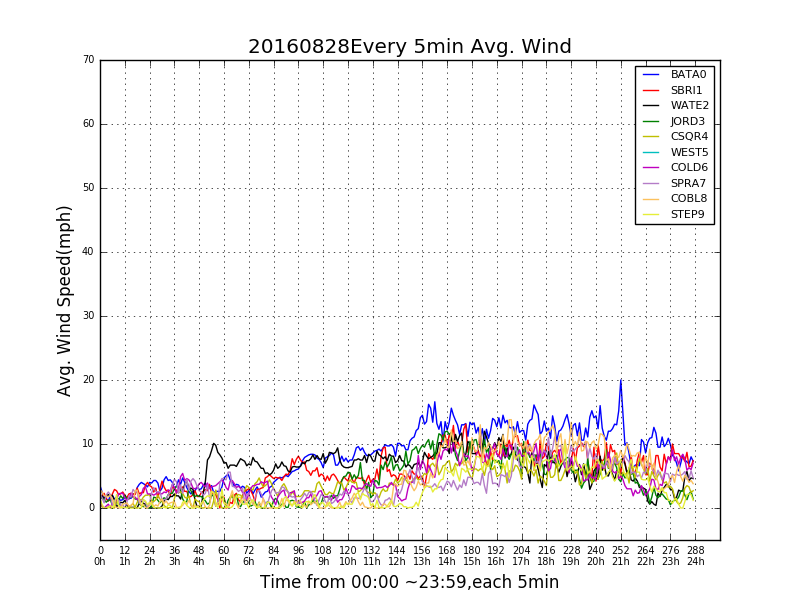 20160828Every 5min Avg. Wind
Avg. Wind Speed(mph)
70
60
50
40
30
20
10
0
BATA0
SBRI1
WATE2
JORD3
CSQR4
WEST5
COLD6
SPRA7
COBL8
STEP9
0 12 24 36 48 60 72 84 96 108 120 132 144 156 168 180 192 204 216 228 240 252 264 276 288
0h 1h 2h 3h 4h 5h 6h 7h 8h 9h 10h 11h 12h 13h 14h 15h 16h 17h 18h 19h 20h 21h 22h 23h 24h
Time from 00:00 ~23:59,each 5min